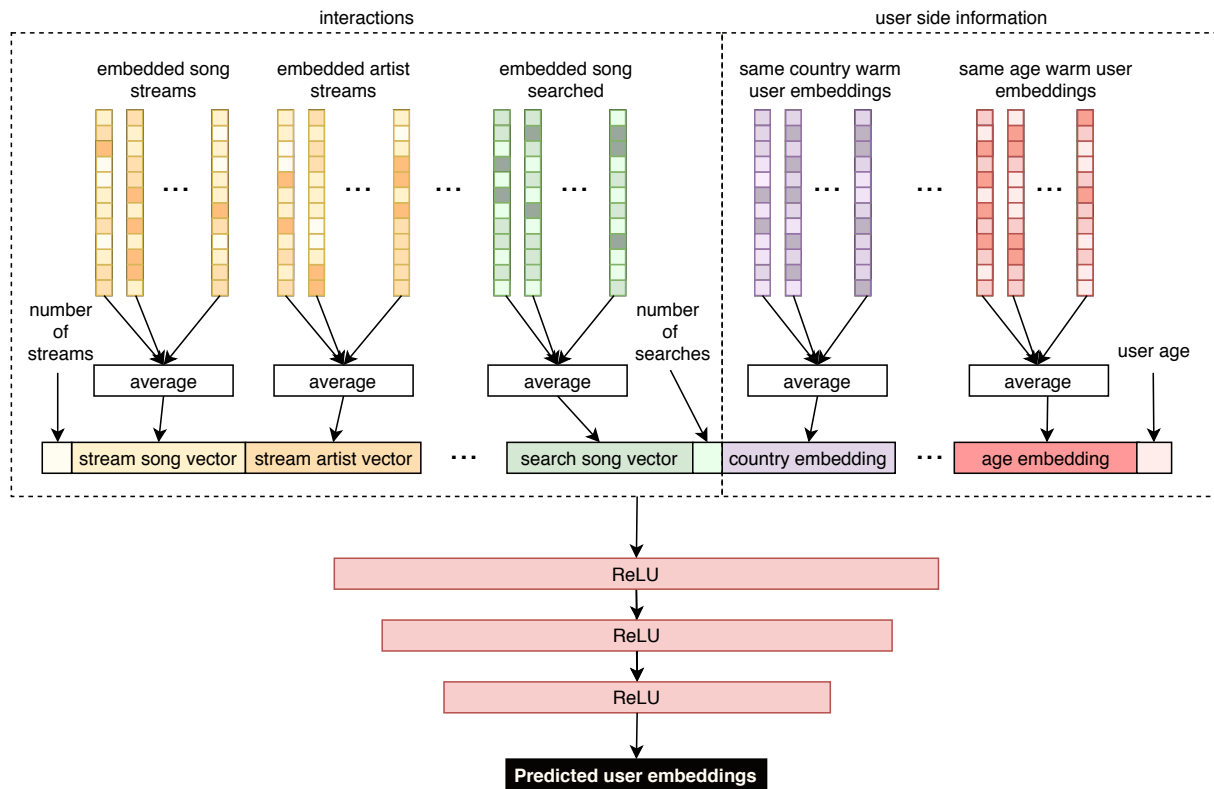 interactions
user side information
embedded song
streams
embedded artist
streams
embedded song
searched
same country warm
user embeddings
same age warm user
embeddings
...
...
...
...
...
...
...
number
of
streams
number
of
searches
user age
average
average
average
average
average
stream song vector
stream artist vector
...
search song vector
country embedding
...
age embedding
ReLU
ReLU
ReLU
Predicted user embeddings